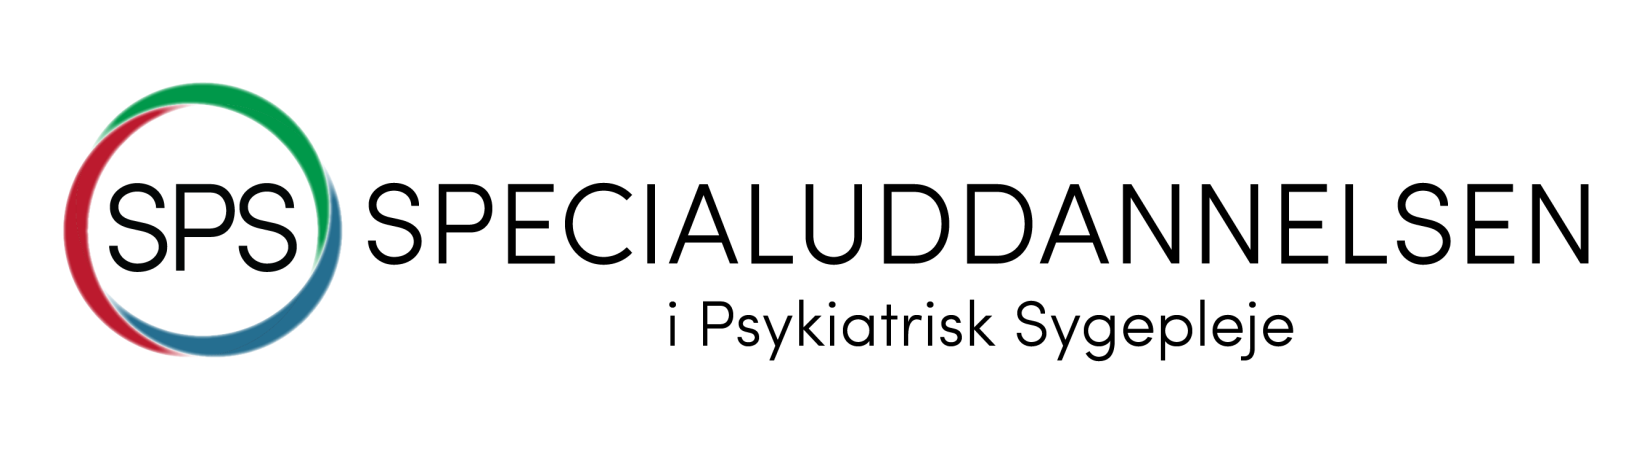 SPS SPECIALUDDANNELSEN
i Psykiatrisk Sygepleje